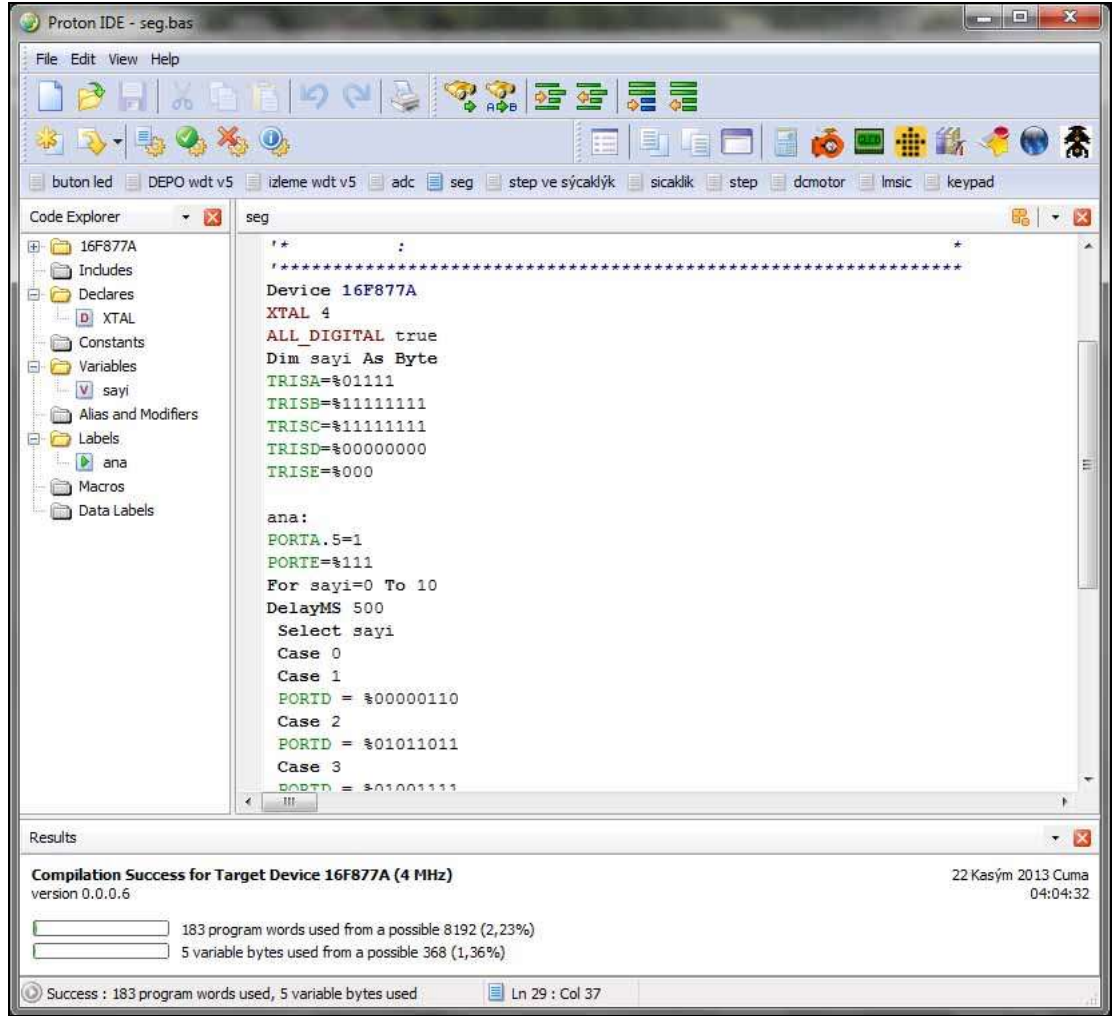 Proton IDE - seg.bas
File Edit View Help
A B
buton led DEPO wdt v5 izleme wdt v5 adc seg step ve sýcaklýk sicaklik step dcmotor lmsic keypad
Code Explorer
16F877A
Includes
Declares
D XTAL
Constants
Variables
V sayi
Alias and Modifiers
Labels
ana
Macros
Data Labels
seg
'* : *
'****************************************************************
Device 16F877A
XTAL 4
ALL_DIGITAL true
Dim sayi As Byte
TRISA=%01111
TRISB=%11111111
TRISC=%11111111
TRISD=%00000000
TRISE=%000
ana:
PORTA.5=1
PORTE=%111
For sayi=0 To 10
DelayMS 500
Select sayi
Case 0
Case 1
PORTD = %00000110
Case 2
PORTD = %01011011
Case 3
PORTD = %01001111
Results
Compilation Success for Target Device 16F877A (4 MHz)
version 0.0.0.6
22 Kasým 2013 Cuma
04:04:32
183 program words used from a possible 8192 (2,23%)
5 variable bytes used from a possible 368 (1,36%)
Success : 183 program words used, 5 variable bytes used
Ln 29 : Col 37